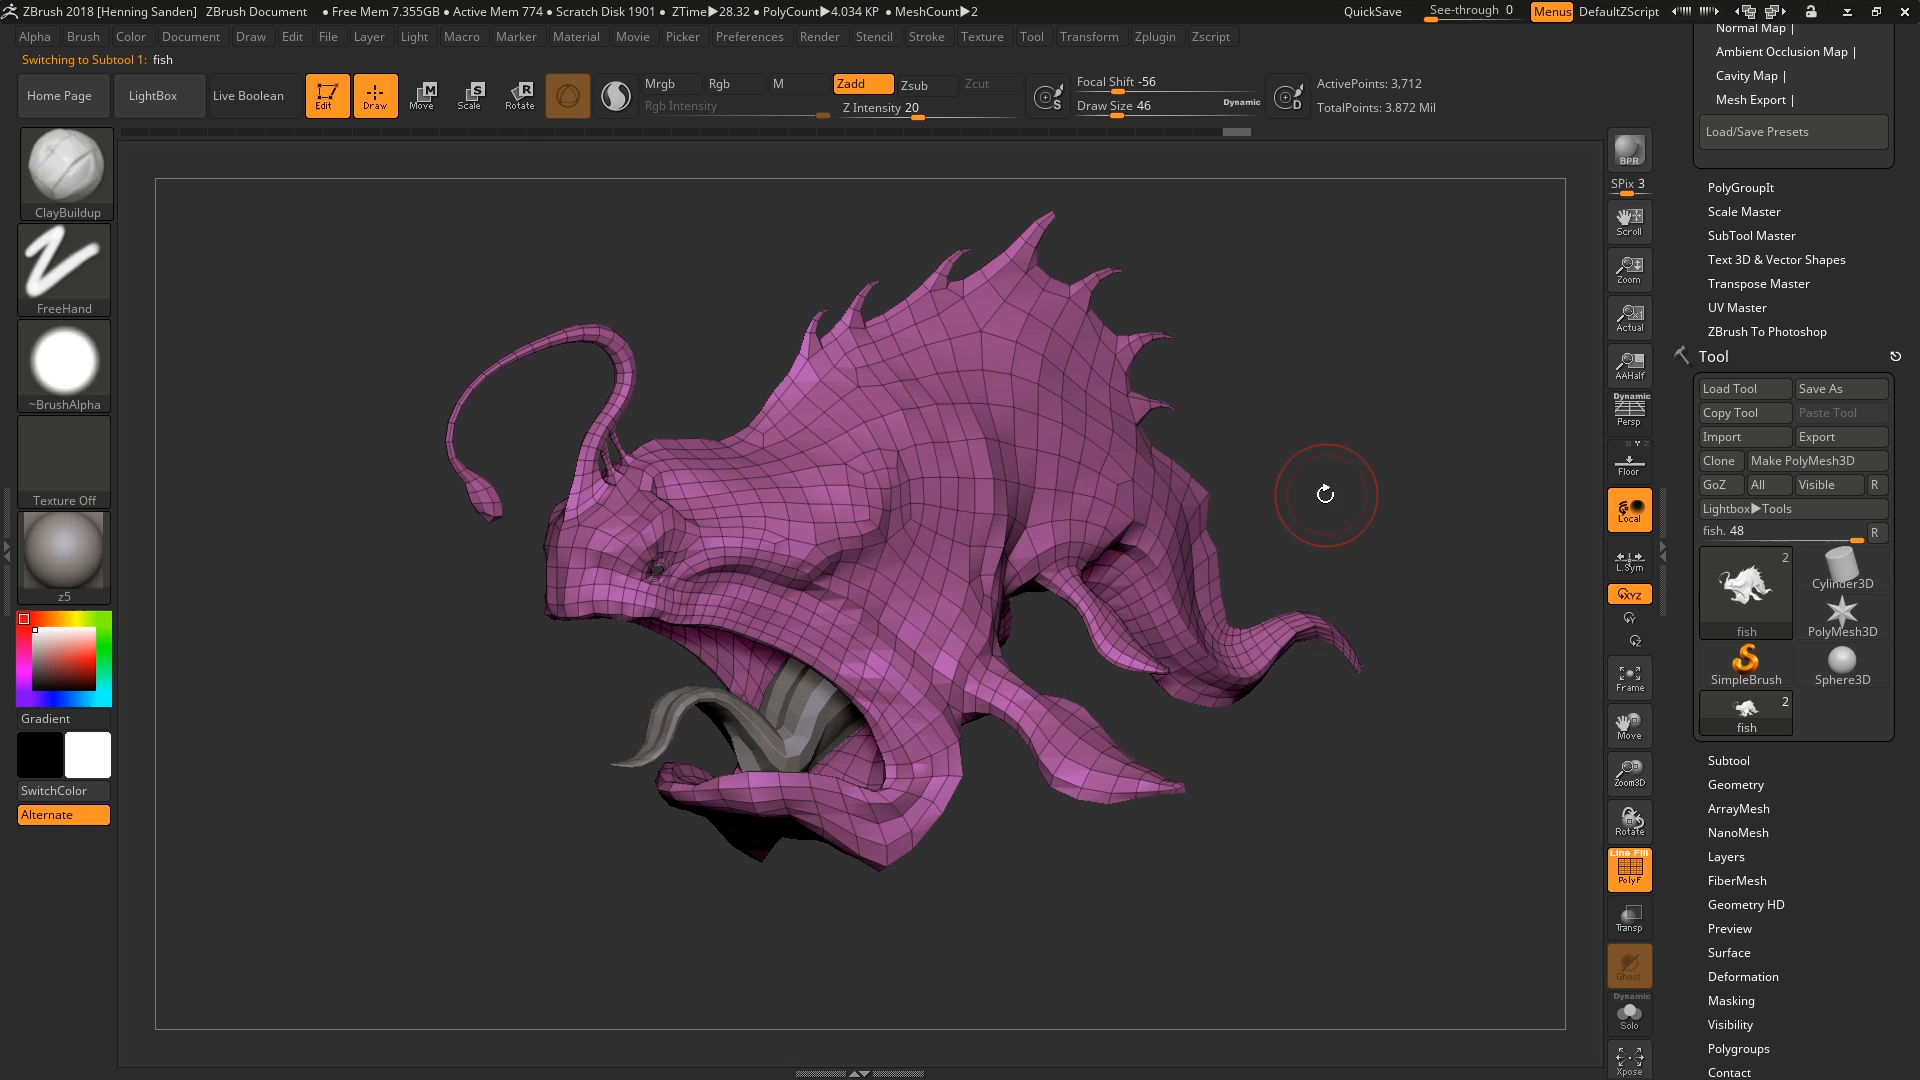 ZBrush 2018 [Henning Sanden] ZBrush Document • Free Mem 7.355GB • Active Mem 774 • Scratch Disk 1901 • ZTime▶28.32 • PolyCount▶4.034 KP • MeshCount▶2 QuickSave See-through 0 Menus DefaultZScript
Alpha Brush Color Document Draw Edit File Layer Light Macro Marker Material Movie Picker Preferences Render Stencil Stroke Texture Tool Transform Zplugin Zscript
Switching to Subtool 1: fish
Home Page LightBox Live Boolean Edit Draw Move Scale Rotate
Mrgb Rgb M Zadd Zsub Zcut
Rgb Intensity Z Intensity 20
S Focal Shift -56
Draw Size 46 Dynamic D
ActivePoints: 3,712
TotalPoints: 3.872 Mil
ClayBuildup
FreeHand
~BrushAlpha
Texture Off
z5
Gradient
SwitchColor
Alternate
BPR
SPix 3
Scroll
Zoom
Actual
AAHalf
Dynamic
Persp
Floor
Local
L.Sym
XYZ
Y
Z
Frame
Move
Zoom3D
Rotate
Line Fill
PolyF
Transp
Ghost
Dynamic
Solo
Xpose
Normal Map |
Ambient Occlusion Map |
Cavity Map |
Mesh Export |
Load/Save Presets
PolyGroupIt
Scale Master
SubTool Master
Text 3D & Vector Shapes
Transpose Master
UV Master
ZBrush To Photoshop
Tool
Load Tool Save As
Copy Tool Paste Tool
Import Export
Clone Make PolyMesh3D
GoZ All Visible R
Lightbox▶Tools
fish. 48 R
2
fish
Cylinder3D
PolyMesh3D
SimpleBrush Sphere3D
2
fish
Subtool
Geometry
ArrayMesh
NanoMesh
Layers
FiberMesh
Geometry HD
Preview
Surface
Deformation
Masking
Visibility
Polygroups
Contact